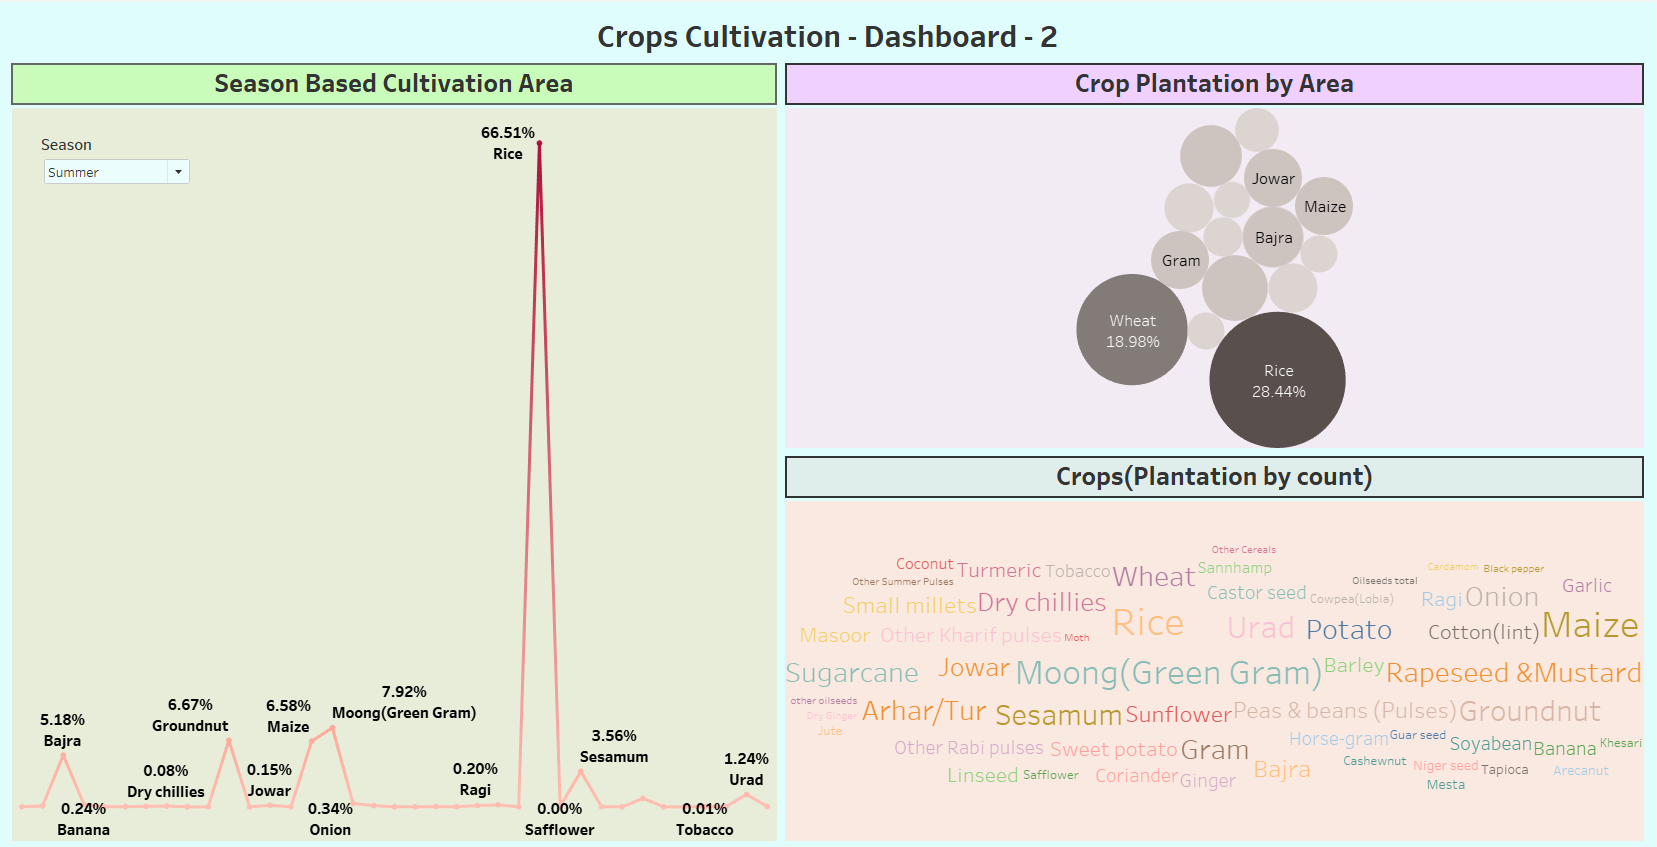 Crops Cultivation - Dashboard - 2
Season Based Cultivation Area
Season
Summer
66.51%
Rice
5.18%
Bajra
6.67%
Groundnut
6.58%
Maize
7.92%
Moong(Green Gram)
0.08%
Dry chillies
0.15%
Jowar
0.20%
Ragi
3.56%
Sesamum
1.24%
Urad
0.24%
Banana
0.34%
Onion
0.00%
Safflower
0.01%
Tobacco
Crop Plantation by Area
Jowar
Maize
Bajra
Gram
Wheat
18.98%
Rice
28.44%
Crops(Plantation by count)
Other Cereals
Coconut Turmeric Tobacco Wheat Sannhamp Cardamom Black pepper
Other Summer Pulses Oilseeds total Garlic
Small millets Dry chillies Castor seed Cowpea(Lobia) Ragi Onion
Masoor Other Kharif pulses Moth Rice Urad Potato Cotton(lint) Maize
Sugarcane Jowar Moong(Green Gram) Barley Rapeseed &Mustard
other oilseeds
Dry Ginger Arhar/Tur Sesamum Sunflower Peas & beans (Pulses) Groundnut
Jute
Other Rabi pulses Sweet potato Gram Horse-gram Guar seed Soyabean Banana Khesari
Linseed Safflower Coriander Ginger Bajra Cashewnut Niger seed Tapioca Arecanut
Mesta